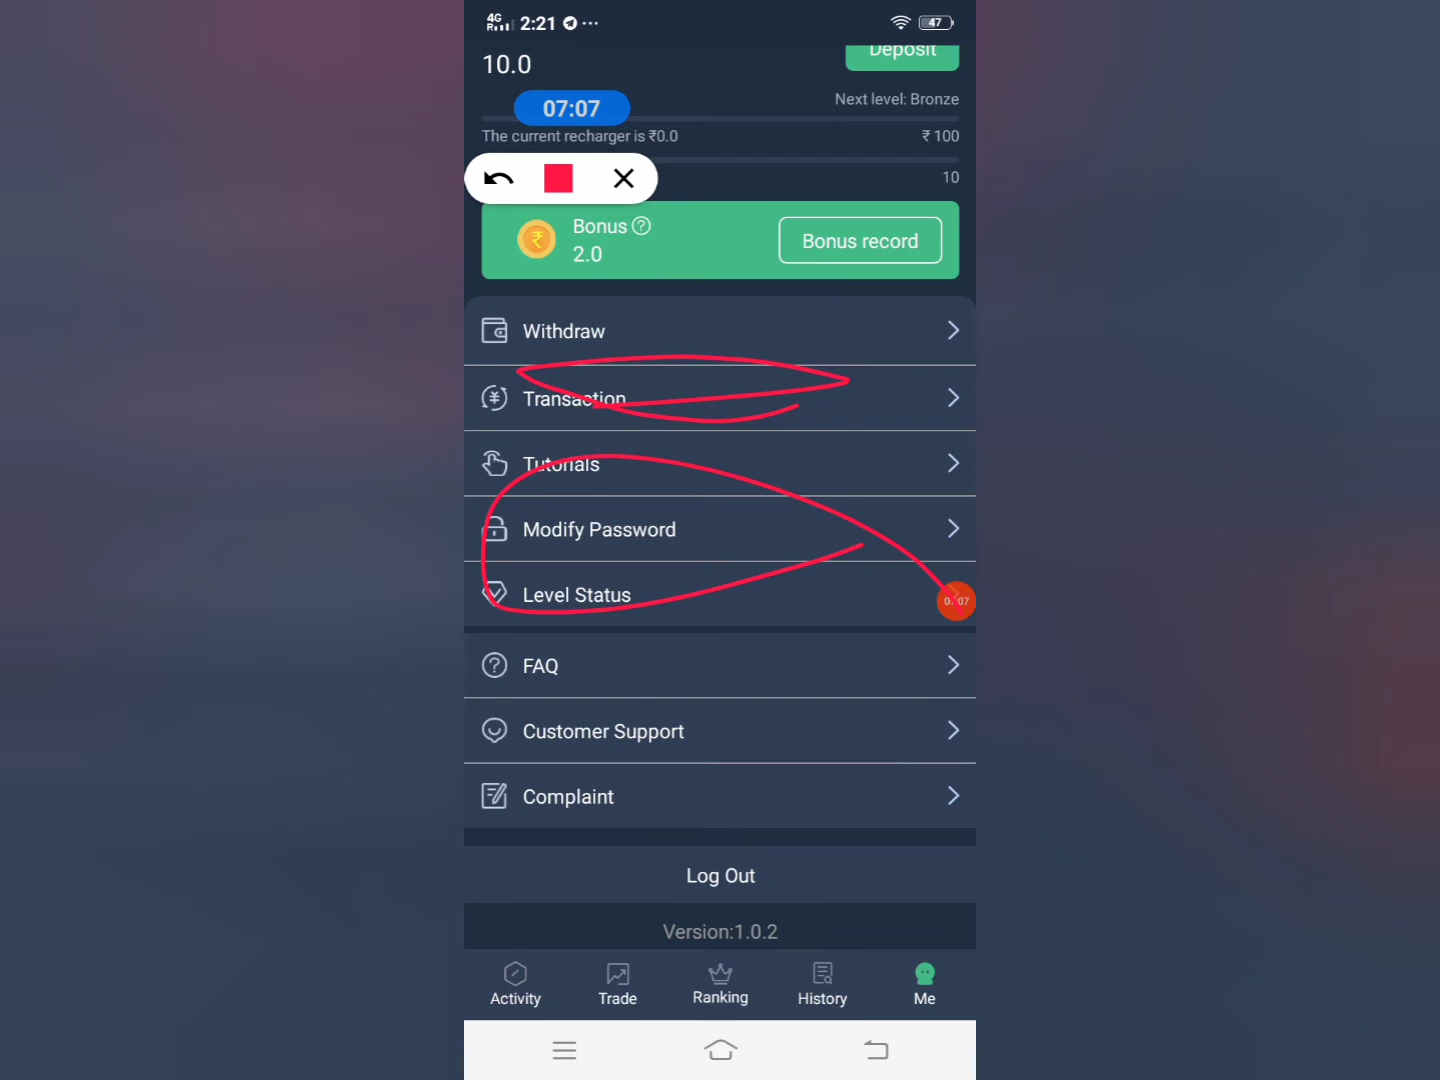 4G
R 2:21 ... 47
10.0
Deposit
07:07
Next level: Bronze
The current recharger is ₹0.0
₹ 100
10
Bonus
2.0
Bonus record
Withdraw
Transaction
Tutorials
Modify Password
Level Status
FAQ
Customer Support
Complaint
Log Out
Version:1.0.2
Activity Trade Ranking History Me